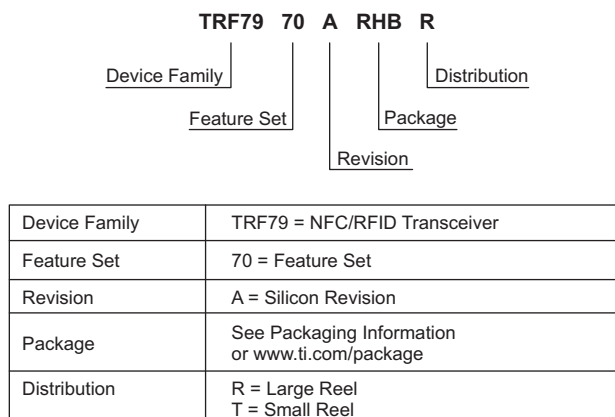 TRF79 70 A RHB R
Device Family Distribution
Feature Set Package
Revision
Device Family TRF79 = NFC/RFID Transceiver
Feature Set 70 = Feature Set
Revision A = Silicon Revision
Package See Packaging Information
or www.ti.com/package
Distribution R = Large Reel
T = Small Reel